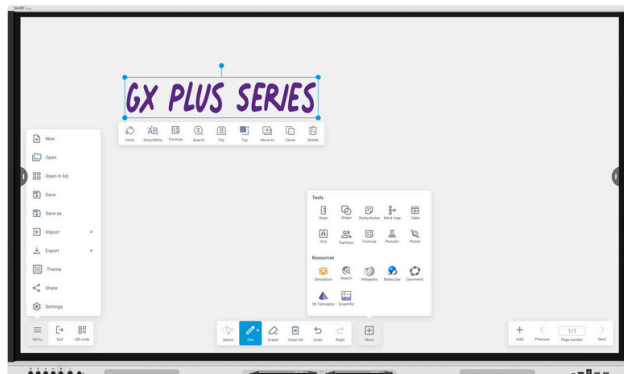 SMART
GX PLUS SERIES
Color
SmartWrite
Formula
Search
Flip
Top
Move to
Clone
Delete
New
Open
Open in list
Save
Save as
Import
Export
Theme
Share
Settings
Menu
Exit
QR code
Tools
Ruler
Shape
Sticky Notes
Mind map
Table
Grid
Partition
Formula
Periodic
Planet
Resources
Simulation
Search
Wikipedia
Molecular
Geometric
3D Calculator
Scientific
Select
Pen
Eraser
Clear All
Undo
Redo
More
Add
Previous
1/1
Page number
Next